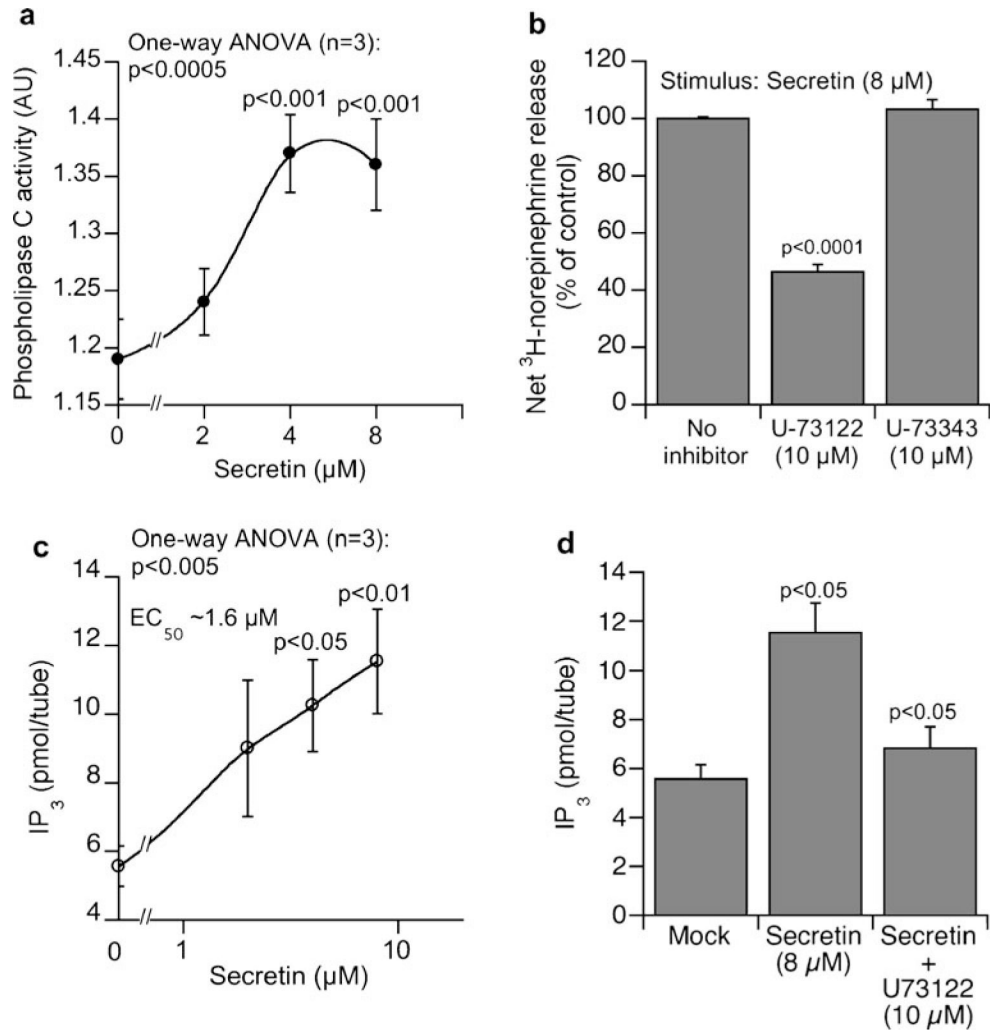 a
One-way ANOVA (n=3):
p<0.0005
p<0.001
p<0.001
Phospholipase C activity (AU)
1.45
1.4
1.35
1.3
1.25
1.2
1.15
0
2
4
8
Secretin (µM)
b
Stimulus: Secretin (8 µM)
p<0.0001
Net ³H-norepinephrine release
(% of control)
120
100
80
60
40
20
0
No
inhibitor
U-73122
(10 µM)
U-73343
(10 µM)
c
One-way ANOVA (n=3):
p<0.005
EC₅₀ ~1.6 µM
p<0.05
p<0.01
IP₃ (pmol/tube)
14
12
10
8
6
4
0
1
10
Secretin (µM)
d
p<0.05
p<0.05
IP₃ (pmol/tube)
14
12
10
8
6
4
2
0
Mock
Secretin
(8 µM)
Secretin
+
U73122
(10 µM)